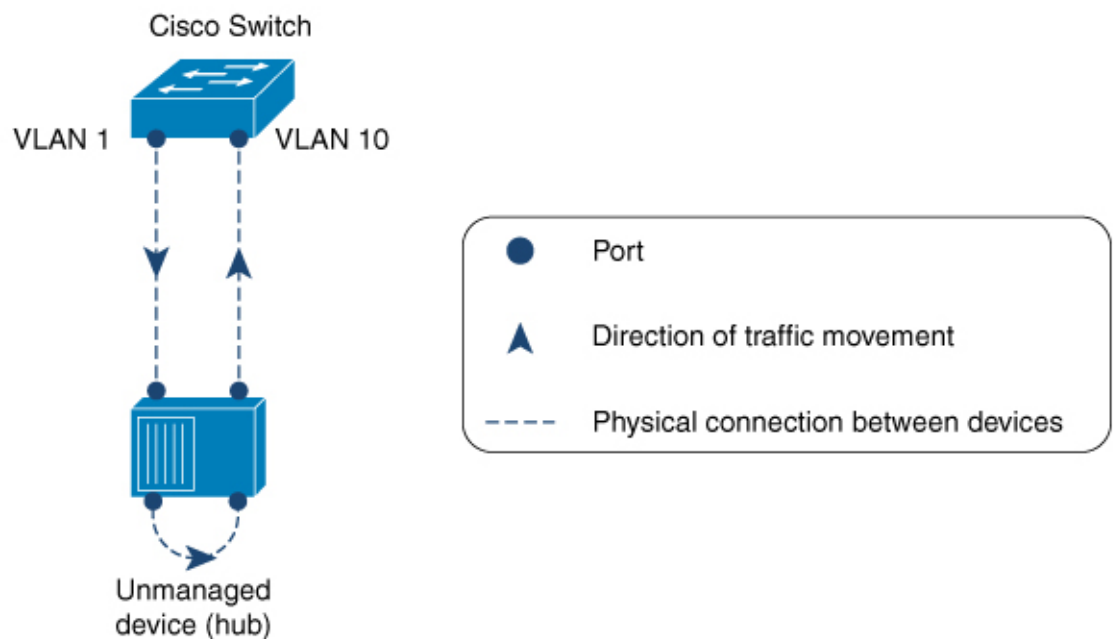 Cisco Switch
VLAN 1
VLAN 10
Port
Direction of traffic movement
Physical connection between devices
Unmanaged
device (hub)